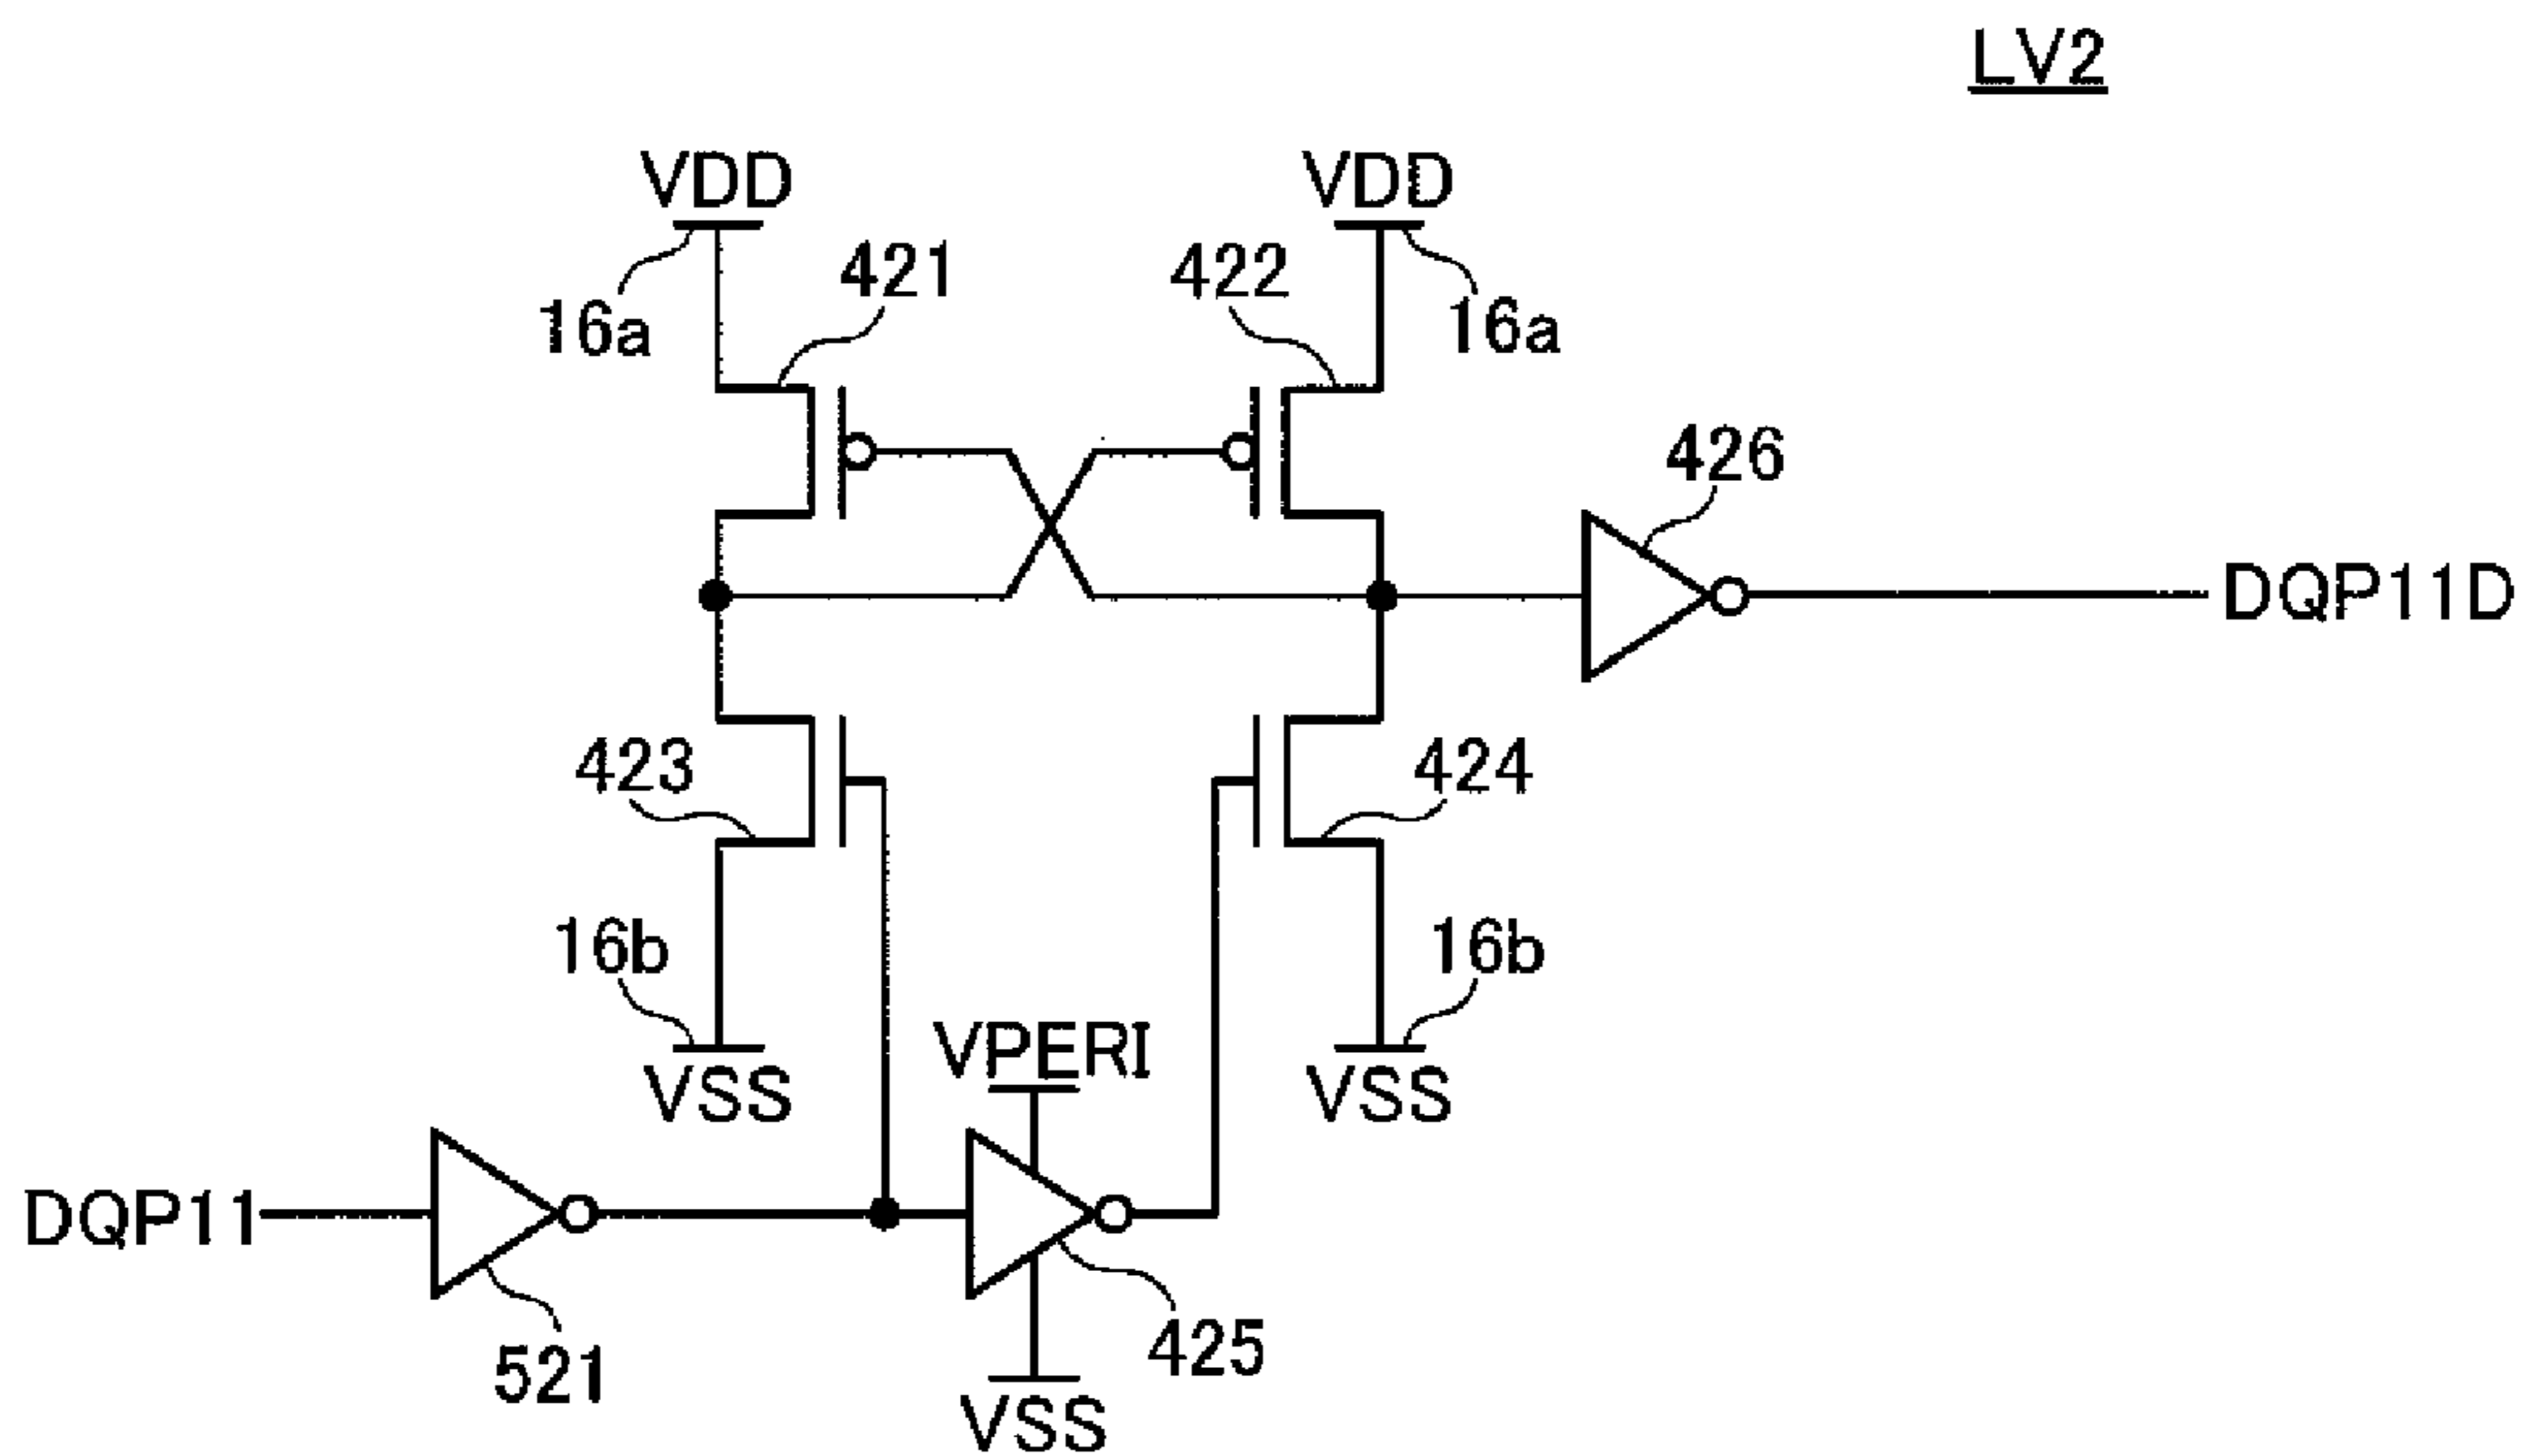 LV2
VDD VDD
421 422
16a 16a
426
DQP11D
423 424
16b 16b
VPERI
VSS VSS
DQP11
425
521
VSS